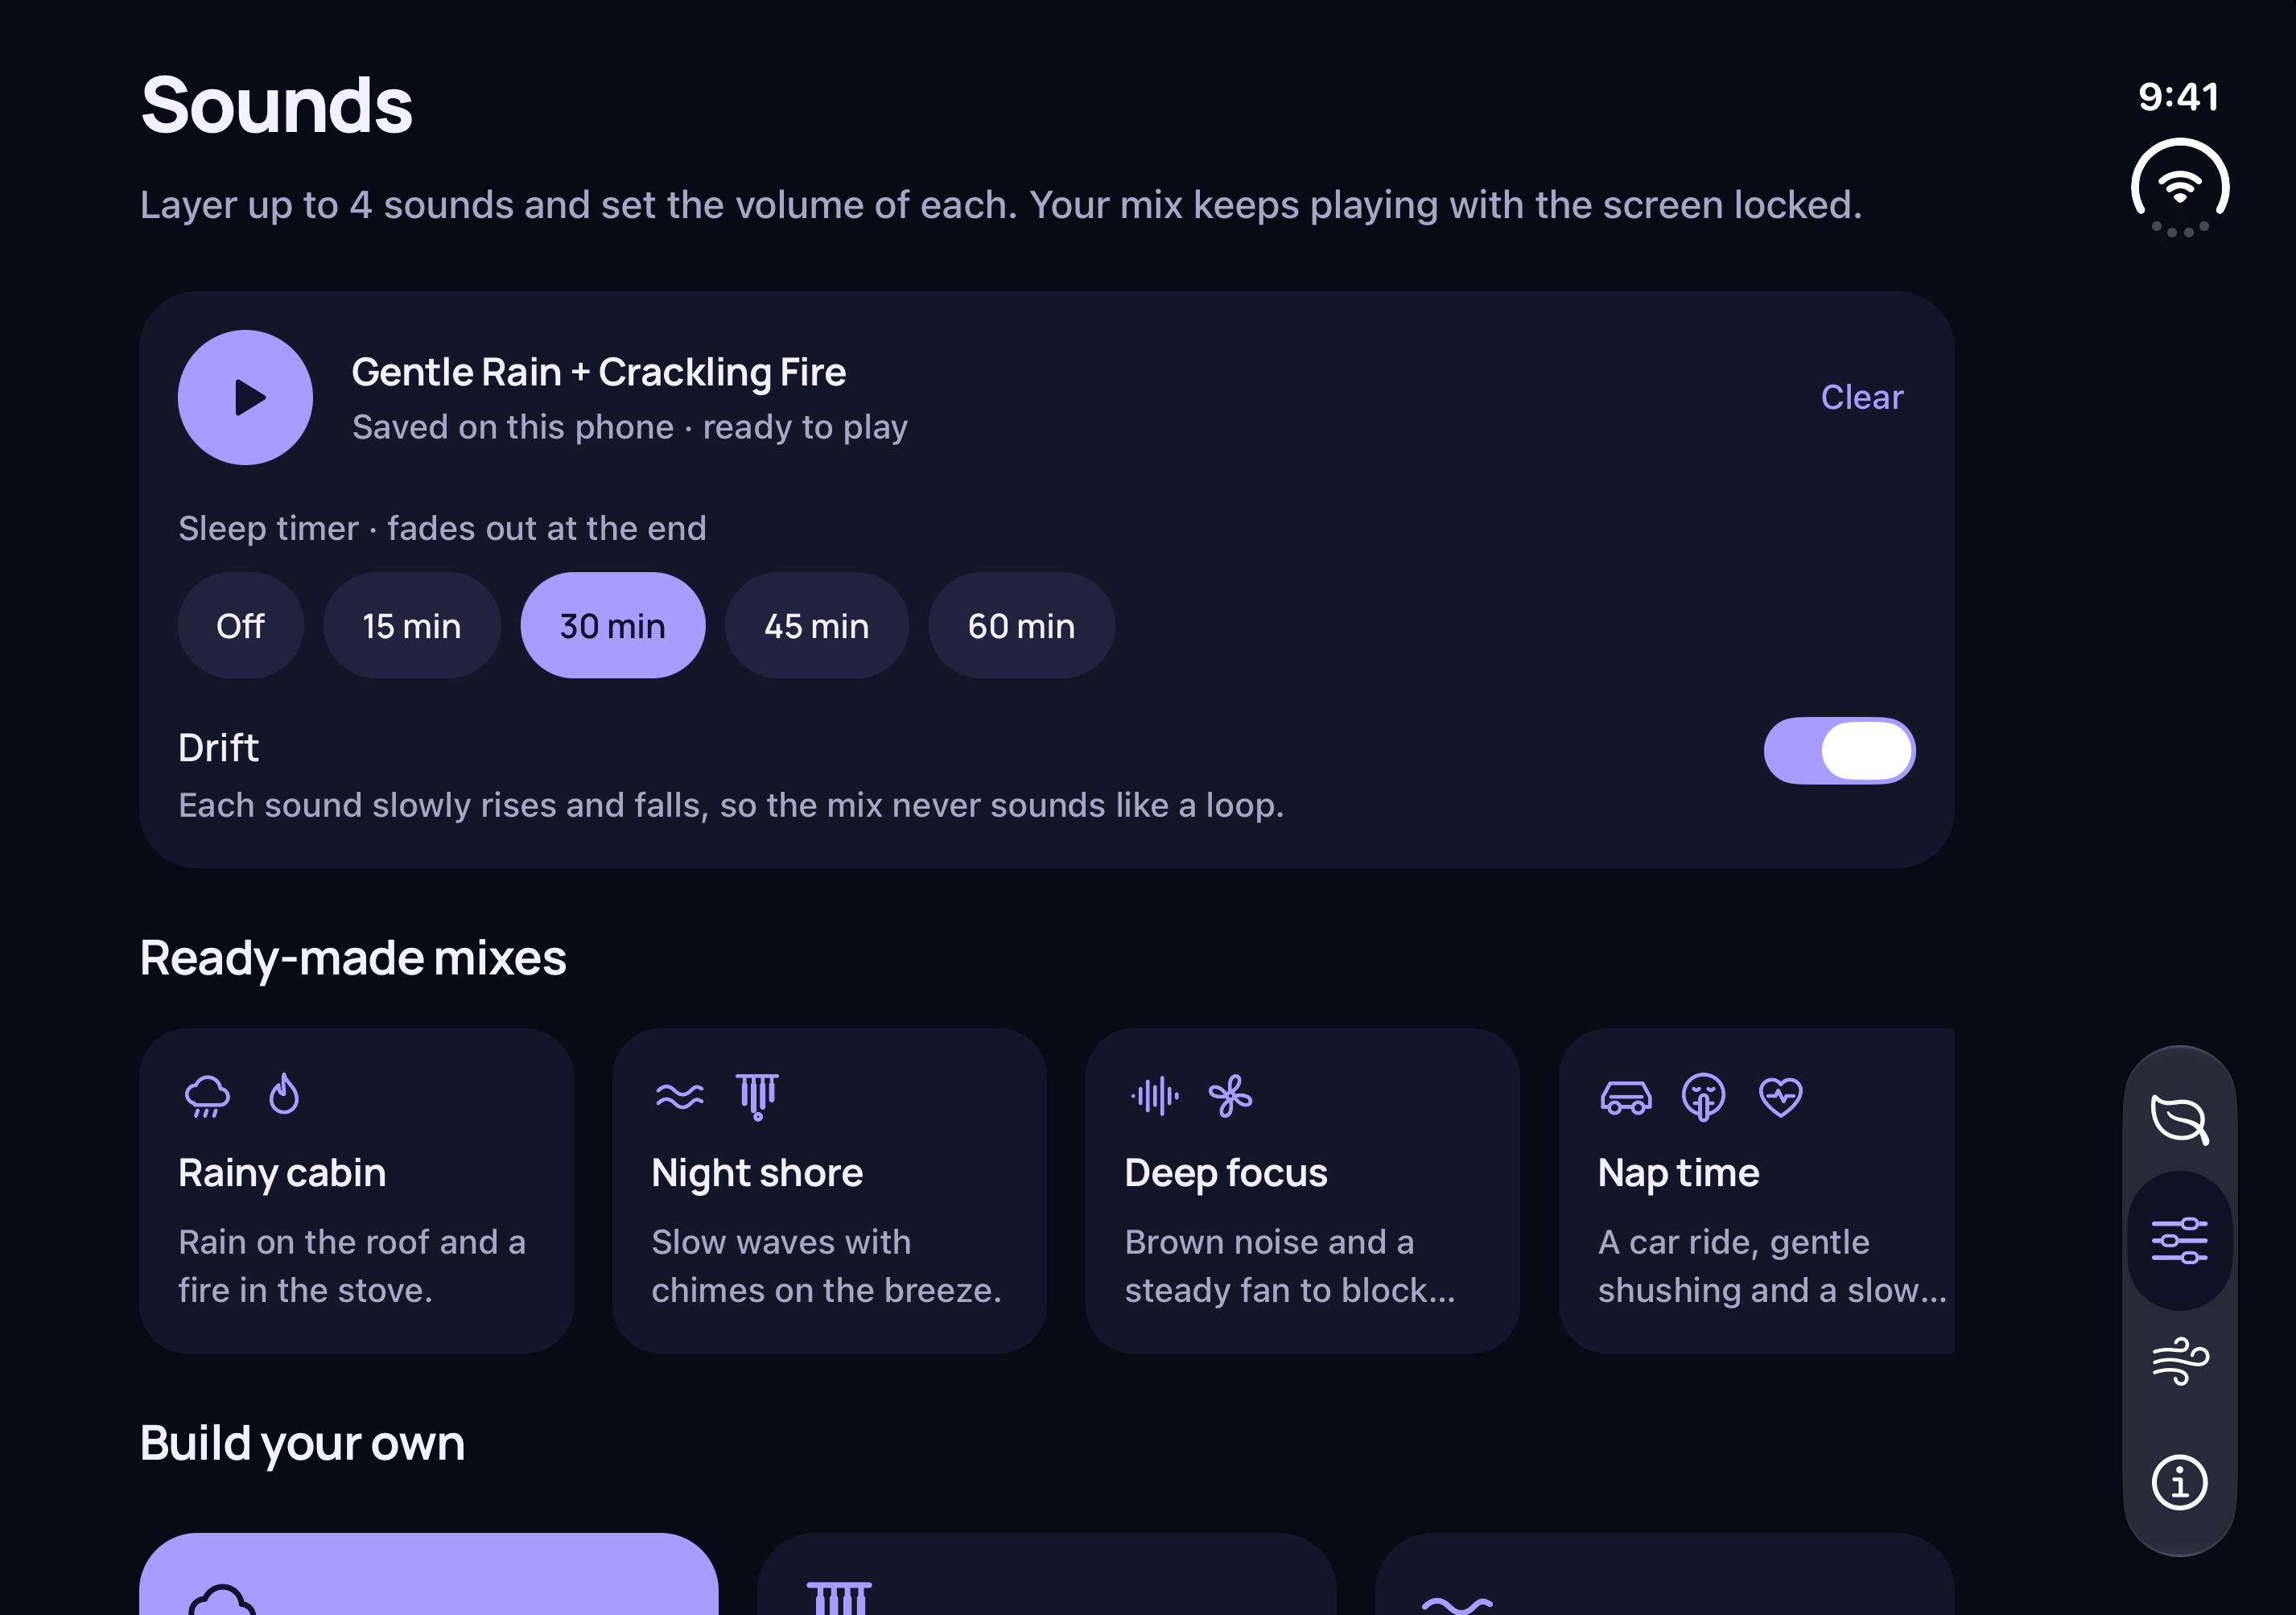 Sounds
9:41
Layer up to 4 sounds and set the volume of each. Your mix keeps playing with the screen locked.
Gentle Rain + Crackling Fire
Saved on this phone · ready to play
Clear
Sleep timer · fades out at the end
Off
15 min
30 min
45 min
60 min
Drift
Each sound slowly rises and falls, so the mix never sounds like a loop.
Ready-made mixes
Rainy cabin
Rain on the roof and a
fire in the stove.
Night shore
Slow waves with
chimes on the breeze.
Deep focus
Brown noise and a
steady fan to block...
Nap time
A car ride, gentle
shushing and a slow...
Build your own